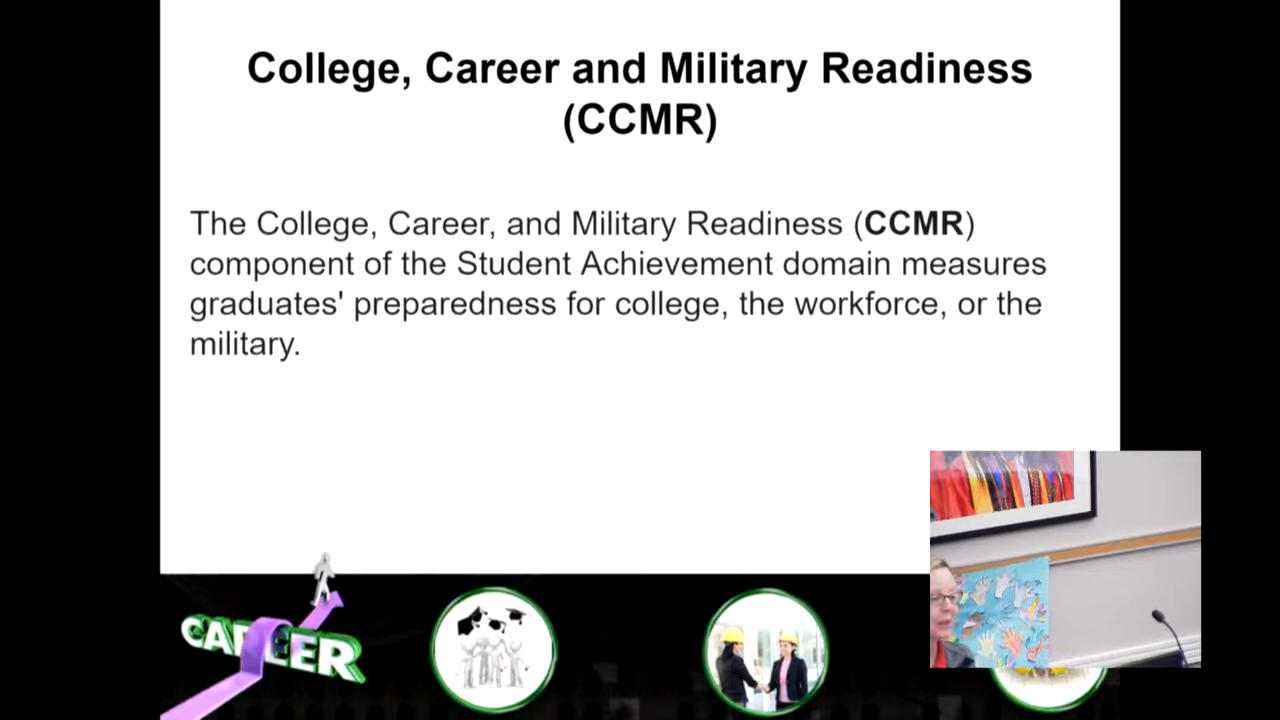 College, Career and Military Readiness
(CCMR)
The College, Career, and Military Readiness (CCMR)
component of the Student Achievement domain measures
graduates' preparedness for college, the workforce, or the
military.
CAREER